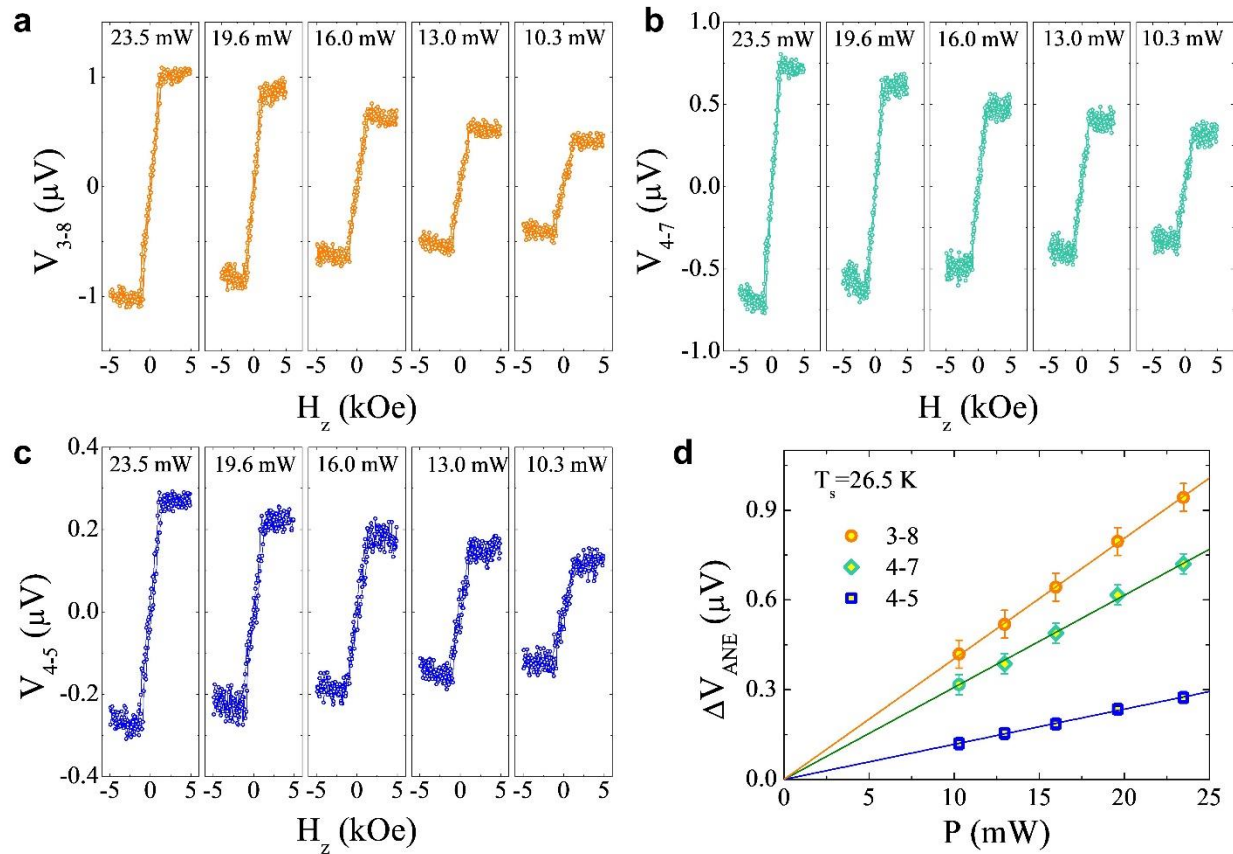 a
b
23.5 mW 19.6 mW 16.0 mW 13.0 mW 10.3 mW
1
0
-1
V3-8 (μV)
-5 0 5 -5 0 5 -5 0 5 -5 0 5 -5 0 5
Hz (kOe)
23.5 mW 19.6 mW 16.0 mW 13.0 mW 10.3 mW
1.0
0.5
0.0
-0.5
-1.0
V4-7 (μV)
-5 0 5 -5 0 5 -5 0 5 -5 0 5 -5 0 5
Hz (kOe)
c
23.5 mW 19.6 mW 16.0 mW 13.0 mW 10.3 mW
0.4
0.2
0.0
-0.2
-0.4
V4-5 (μV)
-5 0 5 -5 0 5 -5 0 5 -5 0 5 -5 0 5
Hz (kOe)
d
Ts=26.5 K
3-8
4-7
4-5
0.9
0.6
0.3
0.0
ΔVANE (μV)
0 5 10 15 20 25
P (mW)